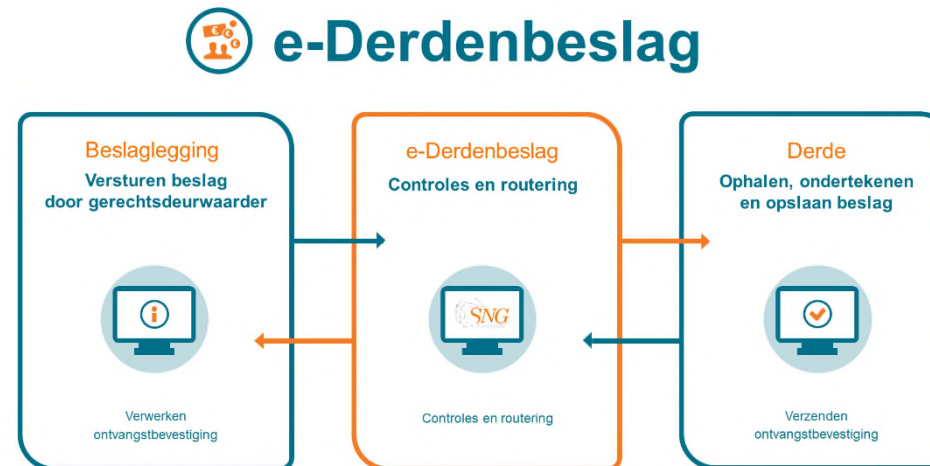 e-Derdenbeslag
Beslaglegging
Versturen beslag
door gerechtsdeurwaarder
Verwerken
ontvangstbevestiging
e-Derdenbeslag
Controles en routering
SNG
Controles en routering
Derde
Ophalen, ondertekenen
en opslaan beslag
Verzenden
ontvangstbevestiging